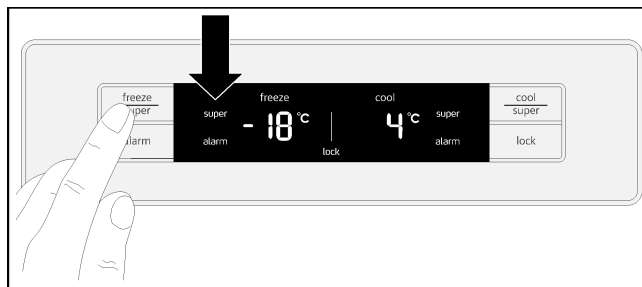 freeze
super
alarm
super
alarm
freeze
-18 °C
lock
cool
4 °C
super
alarm
cool
super
lock